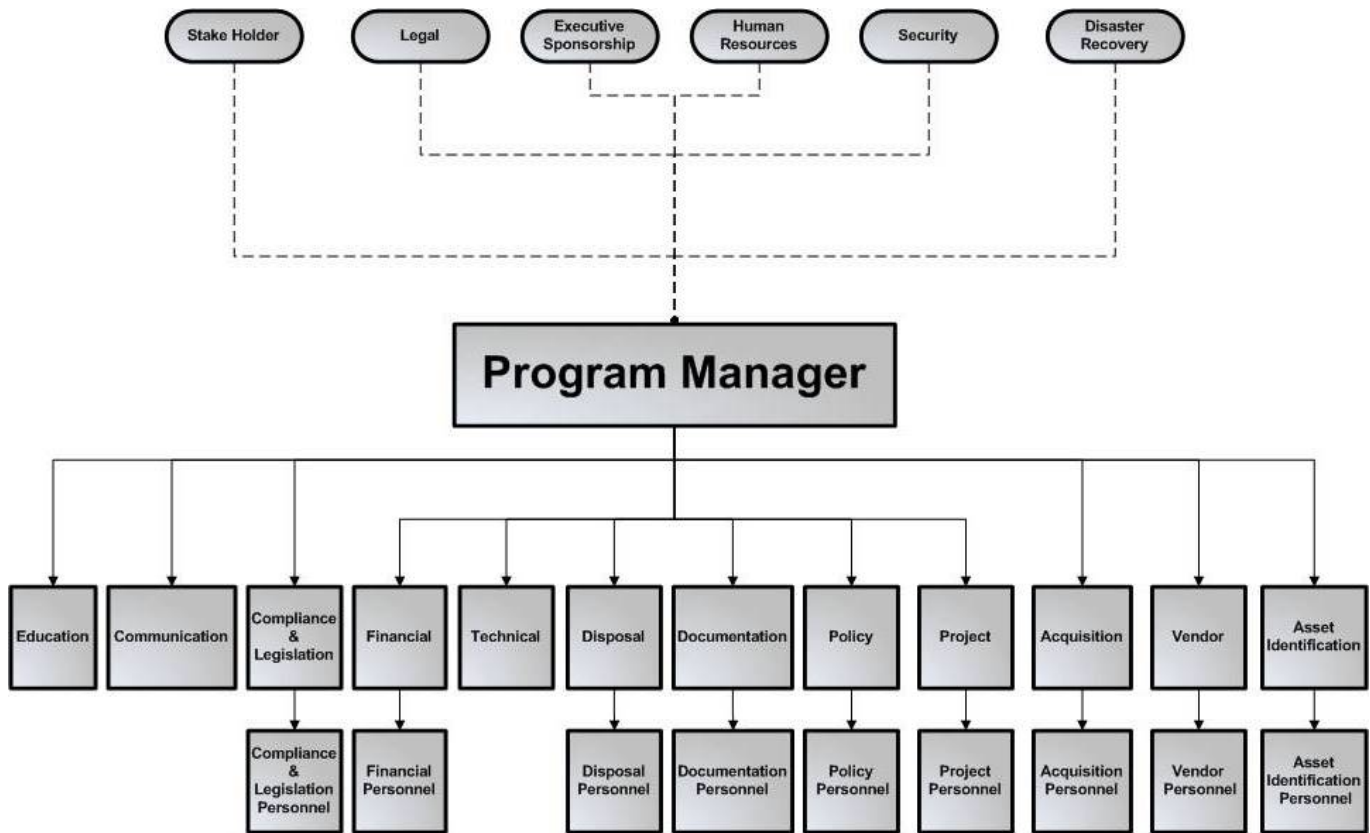 Stake Holder
Legal
Executive
Sponsorship
Human
Resources
Security
Disaster
Recovery
Program Manager
Education
Communication
Compliance
&
Legislation
Financial
Technical
Disposal
Documentation
Policy
Project
Acquisition
Vendor
Asset
Identification
Compliance
&
Legislation
Personnel
Financial
Personnel
Disposal
Personnel
Documentation
Personnel
Policy
Personnel
Project
Personnel
Acquisition
Personnel
Vendor
Personnel
Asset
Identification
Personnel